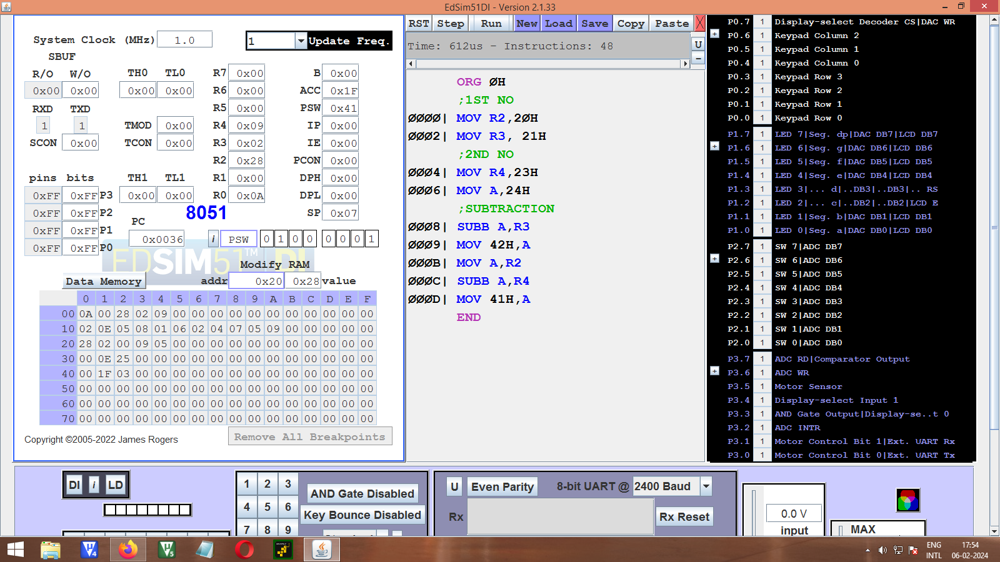 EdSim51DI - Version 2.1.33
System Clock (MHz) 1.0
1 Update Freq.
SBUF
R/O W/O TH0 TL0 R7 0x00 B 0x00
0x00 0x00 0x00 0x00 R6 0x00 ACC 0x1F
RXD TXD R5 0x00 PSW 0x41
1 1 TMOD 0x00 R4 0x09 IP 0x00
SCON 0x00 TCON 0x00 R3 0x02 IE 0x00
R2 0x28 PCON 0x00
pins bits TH1 TL1 R1 0x00 DPH 0x00
0xFF 0xFF P3 0x00 0x00 R0 0x0A DPL 0x00
0xFF 0xFF P2 8051 SP 0x07
0xFF 0xFF P1 PC
0xFF 0xFF P0 0x0036 i PSW 0 1 0 0 0 0 0 1
EDSIM51™ DI
Modify RAM
Data Memory addr 0x20 0x28 value
0 1 2 3 4 5 6 7 8 9 A B C D E F
00 0A 00 28 02 09 00 00 00 00 00 00 00 00 00 00 00
10 02 0E 05 08 01 06 02 04 07 05 09 00 00 00 00 00
20 28 02 00 09 05 00 00 00 00 00 00 00 00 00 00 00
30 00 0E 25 00 00 00 00 00 00 00 00 00 00 00 00 00
40 00 1F 03 00 00 00 00 00 00 00 00 00 00 00 00 00
50 00 00 00 00 00 00 00 00 00 00 00 00 00 00 00 00
60 00 00 00 00 00 00 00 00 00 00 00 00 00 00 00 00
70 00 00 00 00 00 00 00 00 00 00 00 00 00 00 00 00
Copyright ©2005-2022 James Rogers
Remove All Breakpoints
RST Step Run New Load Save Copy Paste X
Time: 612us - Instructions: 48
U
-
ORG 0H
;1ST NO
0000| MOV R2,20H
0002| MOV R3, 21H
;2ND NO
0004| MOV R4,23H
0006| MOV A,24H
;SUBTRACTION
0008| SUBB A,R3
0009| MOV 42H,A
000B| MOV A,R2
000C| SUBB A,R4
000D| MOV 41H,A
END
P0.7 1 Display-select Decoder CS|DAC WR
+ P0.6 1 Keypad Column 2
P0.5 1 Keypad Column 1
P0.4 1 Keypad Column 0
P0.3 1 Keypad Row 3
P0.2 1 Keypad Row 2
P0.1 1 Keypad Row 1
P0.0 1 Keypad Row 0
P1.7 1 LED 7|Seg. dp|DAC DB7|LCD DB7
+ P1.6 1 LED 6|Seg. g|DAC DB6|LCD DB6
P1.5 1 LED 5|Seg. f|DAC DB5|LCD DB5
P1.4 1 LED 4|Seg. e|DAC DB4|LCD DB4
P1.3 1 LED 3|... d|..DB3|..DB3|.. RS
P1.2 1 LED 2|... c|..DB2|..DB2|LCD E
P1.1 1 LED 1|Seg. b|DAC DB1|LCD DB1
P1.0 1 LED 0|Seg. a|DAC DB0|LCD DB0
P2.7 1 SW 7|ADC DB7
+ P2.6 1 SW 6|ADC DB6
P2.5 1 SW 5|ADC DB5
P2.4 1 SW 4|ADC DB4
P2.3 1 SW 3|ADC DB3
P2.2 1 SW 2|ADC DB2
P2.1 1 SW 1|ADC DB1
P2.0 1 SW 0|ADC DB0
P3.7 1 ADC RD|Comparator Output
+ P3.6 1 ADC WR
P3.5 1 Motor Sensor
P3.4 1 Display-select Input 1
P3.3 1 AND Gate Output|Display-se..t 0
P3.2 1 ADC INTR
P3.1 1 Motor Control Bit 1|Ext. UART Rx
P3.0 1 Motor Control Bit 0|Ext. UART Tx
DI i LD
1 2 3
4 5 6
7 8 9
AND Gate Disabled
Key Bounce Disabled
U Even Parity 8-bit UART @ 2400 Baud
Rx Rx Reset
0.0 V
input
MAX
ENG 17:54
INTL 06-02-2024